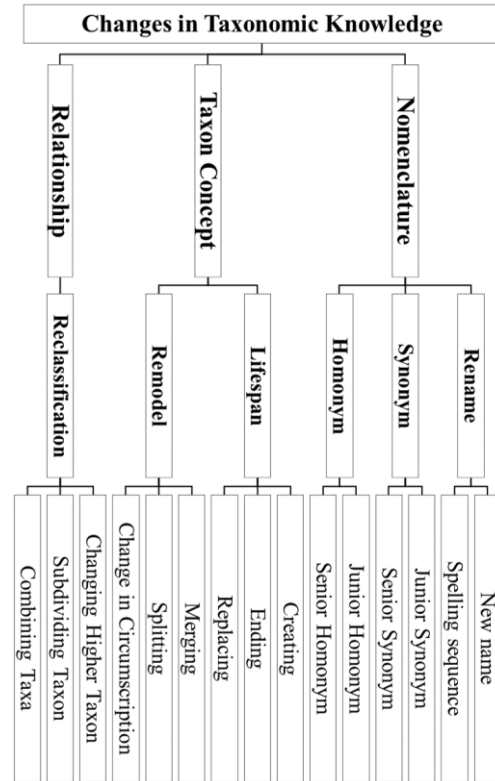 Changes in Taxonomic Knowledge
Relationship
Taxon Concept
Nomenclature
Reclassification
Remodel
Lifespan
Homonym
Synonym
Rename
Combining Taxa
Subdividing Taxon
Changing Higher Taxon
Change in Circumscription
Splitting
Merging
Replacing
Ending
Creating
Senior Homonym
Junior Homonym
Senior Synonym
Junior Synonym
Spelling sequence
New name